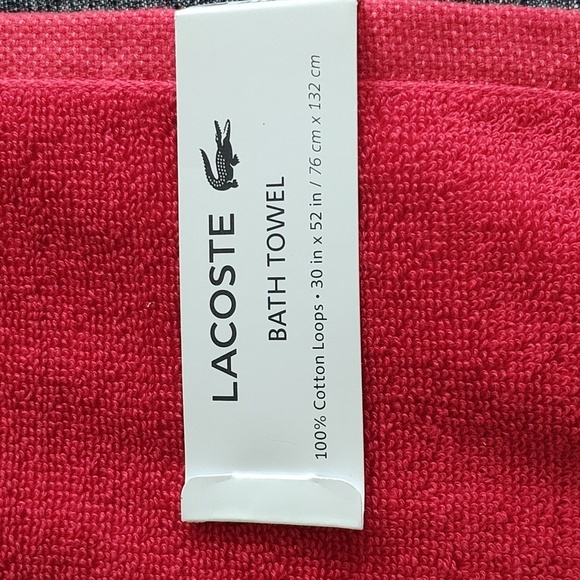 LACOSTE
BATH TOWEL
100% Cotton Loops • 30 in x 52 in / 76 cm x 132 cm